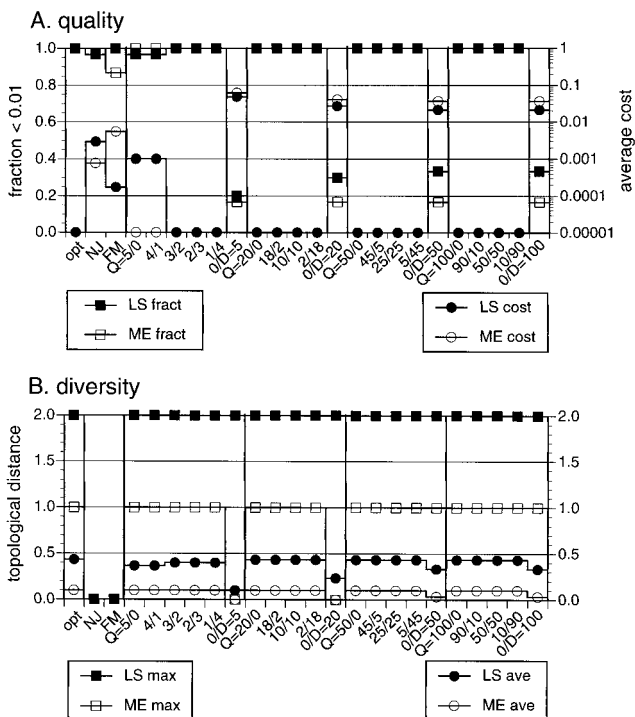 A. quality
1.0
0.8
0.6
0.4
0.2
0.0
fraction < 0.01
1
0.1
0.01
0.001
0.0001
0.00001
average cost
opt
NJ
FM
Q=5/0
4/1
3/2
2/3
1/4
0/D=5
Q=20/0
18/2
10/10
2/18
0/D=20
Q=50/0
45/5
25/25
5/45
0/D=50
Q=100/0
90/10
50/50
10/90
0/D=100
LS fract
ME fract
LS cost
ME cost
B. diversity
2.0
1.5
1.0
0.5
0.0
topological distance
2.0
1.5
1.0
0.5
0.0
opt
NJ
FM
Q=5/0
4/1
3/2
2/3
1/4
0/D=5
Q=20/0
18/2
10/10
2/18
0/D=20
Q=50/0
45/5
25/25
5/45
0/D=50
Q=100/0
90/10
50/50
10/90
0/D=100
LS max
ME max
LS ave
ME ave